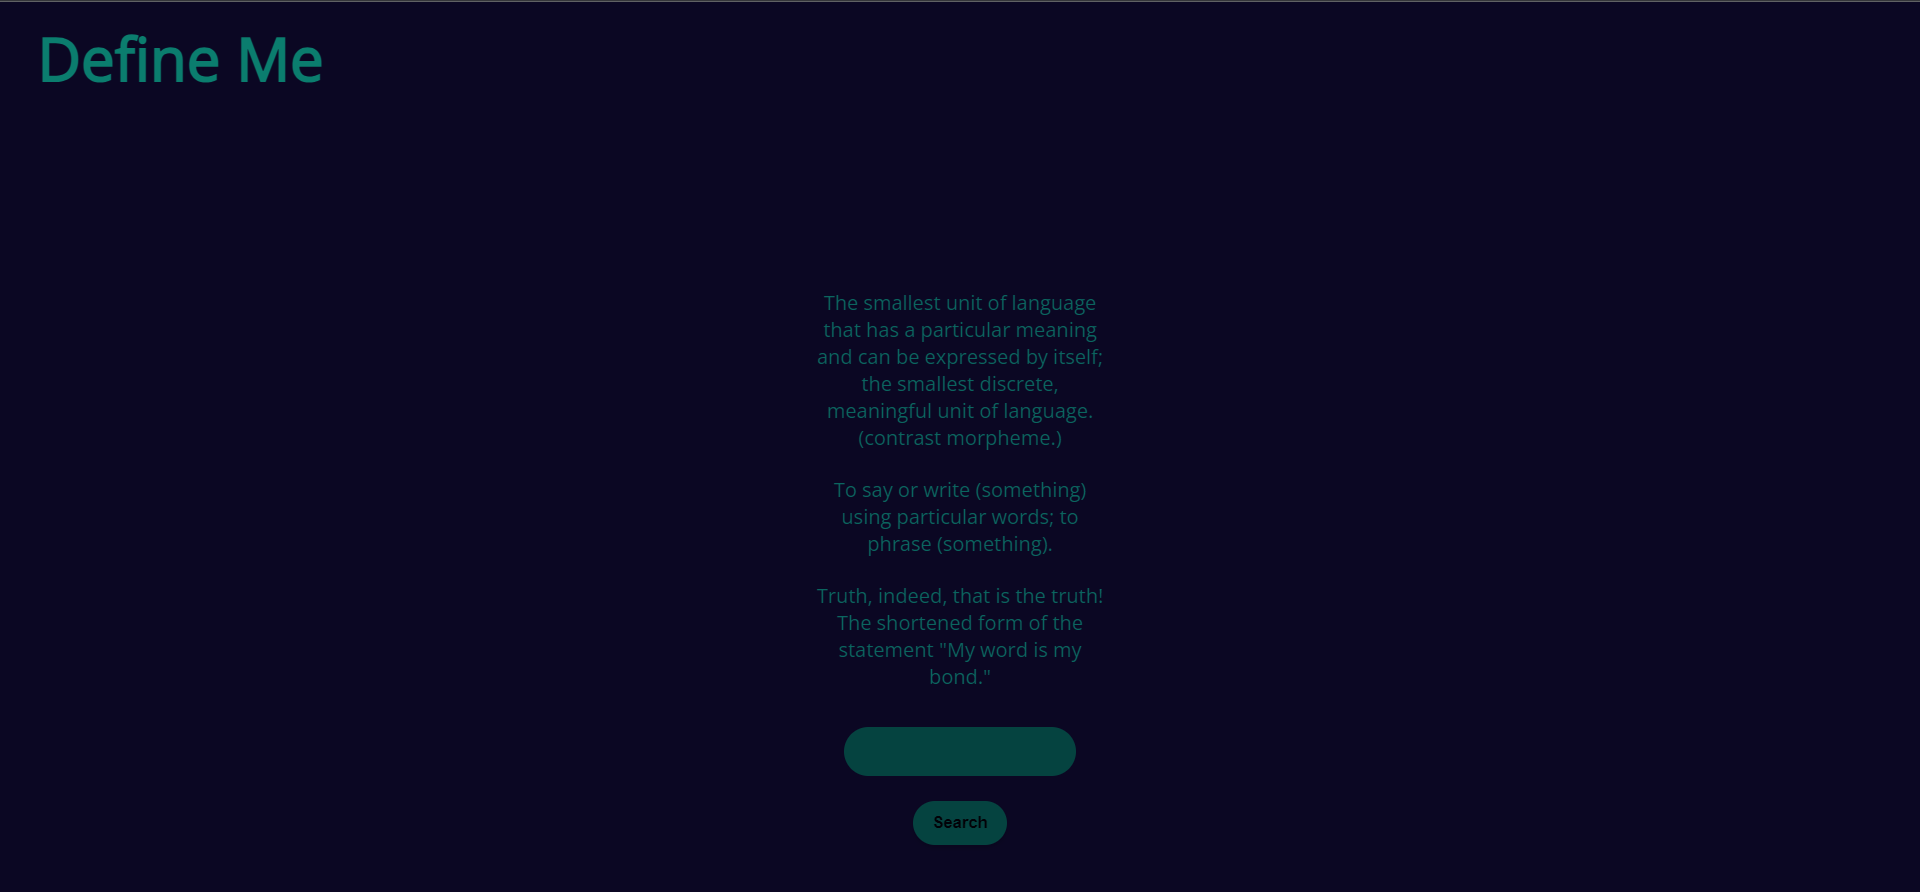 Define Me
The smallest unit of language
that has a particular meaning
and can be expressed by itself;
the smallest discrete,
meaningful unit of language.
(contrast morpheme.)
To say or write (something)
using particular words; to
phrase (something).
Truth, indeed, that is the truth!
The shortened form of the
statement "My word is my
bond."
Search